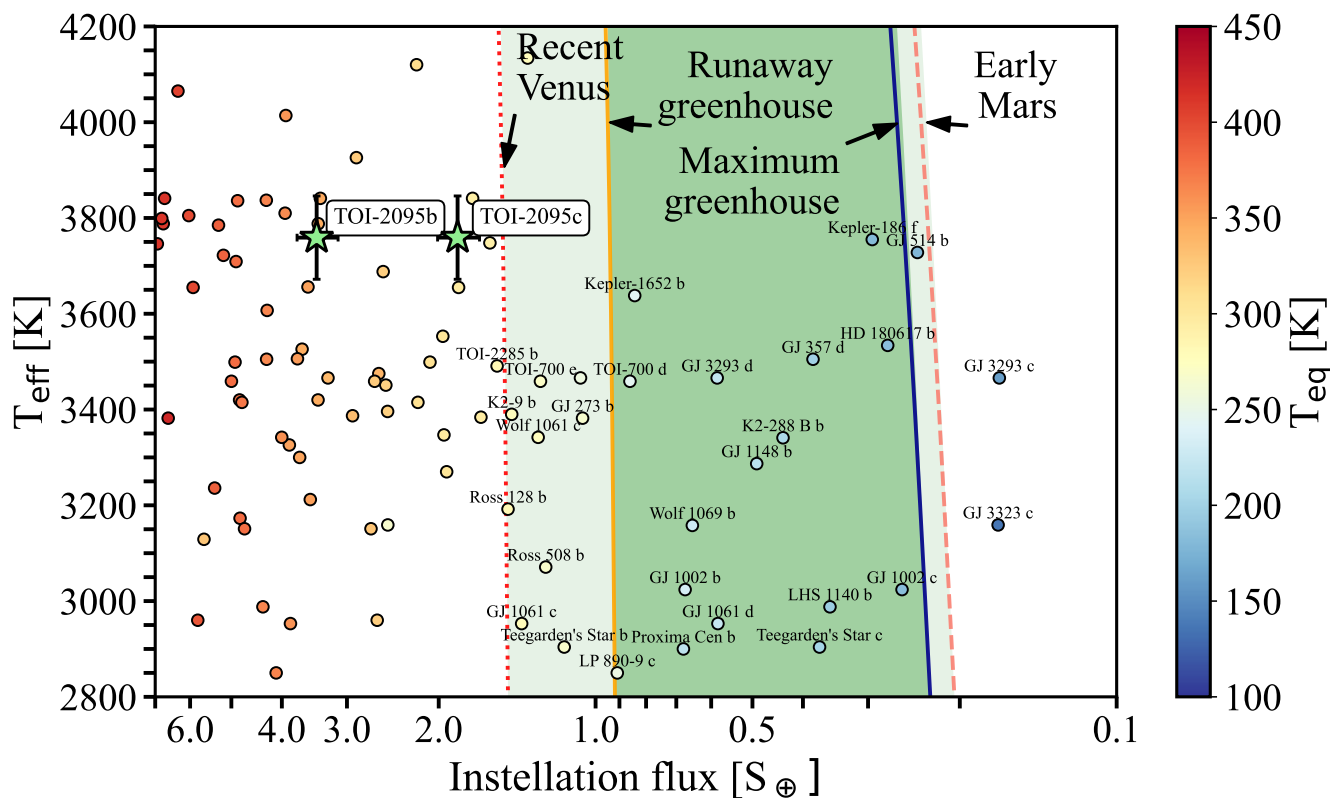 4200
4000
3800
3600
3400
3200
3000
2800
T_eff [K]
Recent
Venus
Runaway
greenhouse
Maximum
greenhouse
Early
Mars
TOI-2095b
TOI-2095c
Kepler-186 f
GJ 514 b
Kepler-1652 b
HD 180617 b
TOI-2285 b
GJ 357 d
TOI-700 e
TOI-700 d
GJ 3293 d
GJ 3293 c
K2-9 b
GJ 273 b
Wolf 1061 c
K2-288 B b
GJ 1148 b
Ross 128 b
Wolf 1069 b
GJ 3323 c
Ross 508 b
GJ 1002 b
GJ 1002 c
LHS 1140 b
GJ 1061 c
GJ 1061 d
Teegarden's Star b
Proxima Cen b
Teegarden's Star c
LP 890-9 c
6.0 4.0 3.0 2.0 1.0 0.5 0.1
Instellation flux [S⊕]
450
400
350
300
250
200
150
100
T_eq [K]